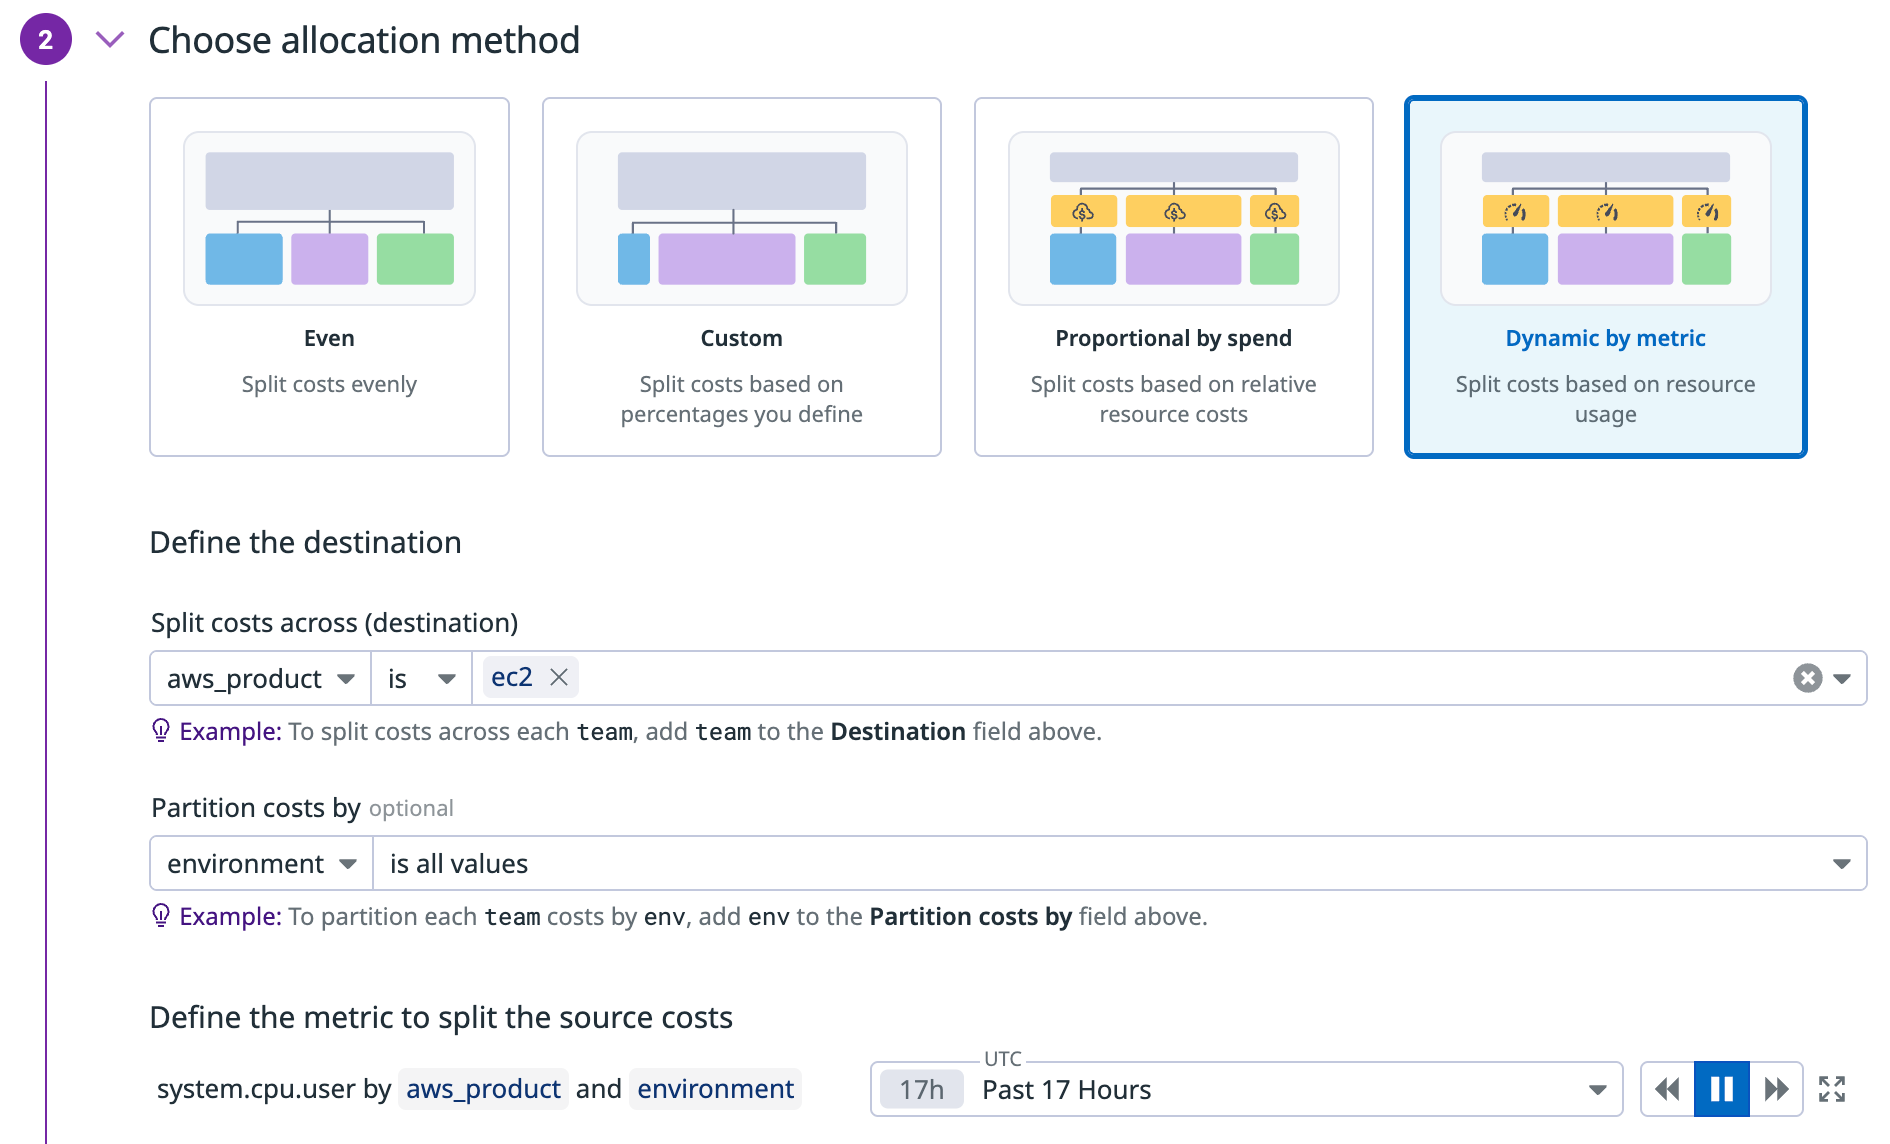 2 Choose allocation method
Even
Split costs evenly
Custom
Split costs based on
percentages you define
Proportional by spend
Split costs based on relative
resource costs
Dynamic by metric
Split costs based on resource
usage
Define the destination
Split costs across (destination)
aws_product is ec2
Example: To split costs across each team, add team to the Destination field above.
Partition costs by optional
environment is all values
Example: To partition each team costs by env, add env to the Partition costs by field above.
Define the metric to split the source costs
UTC
system.cpu.user by aws_product and environment 17h Past 17 Hours